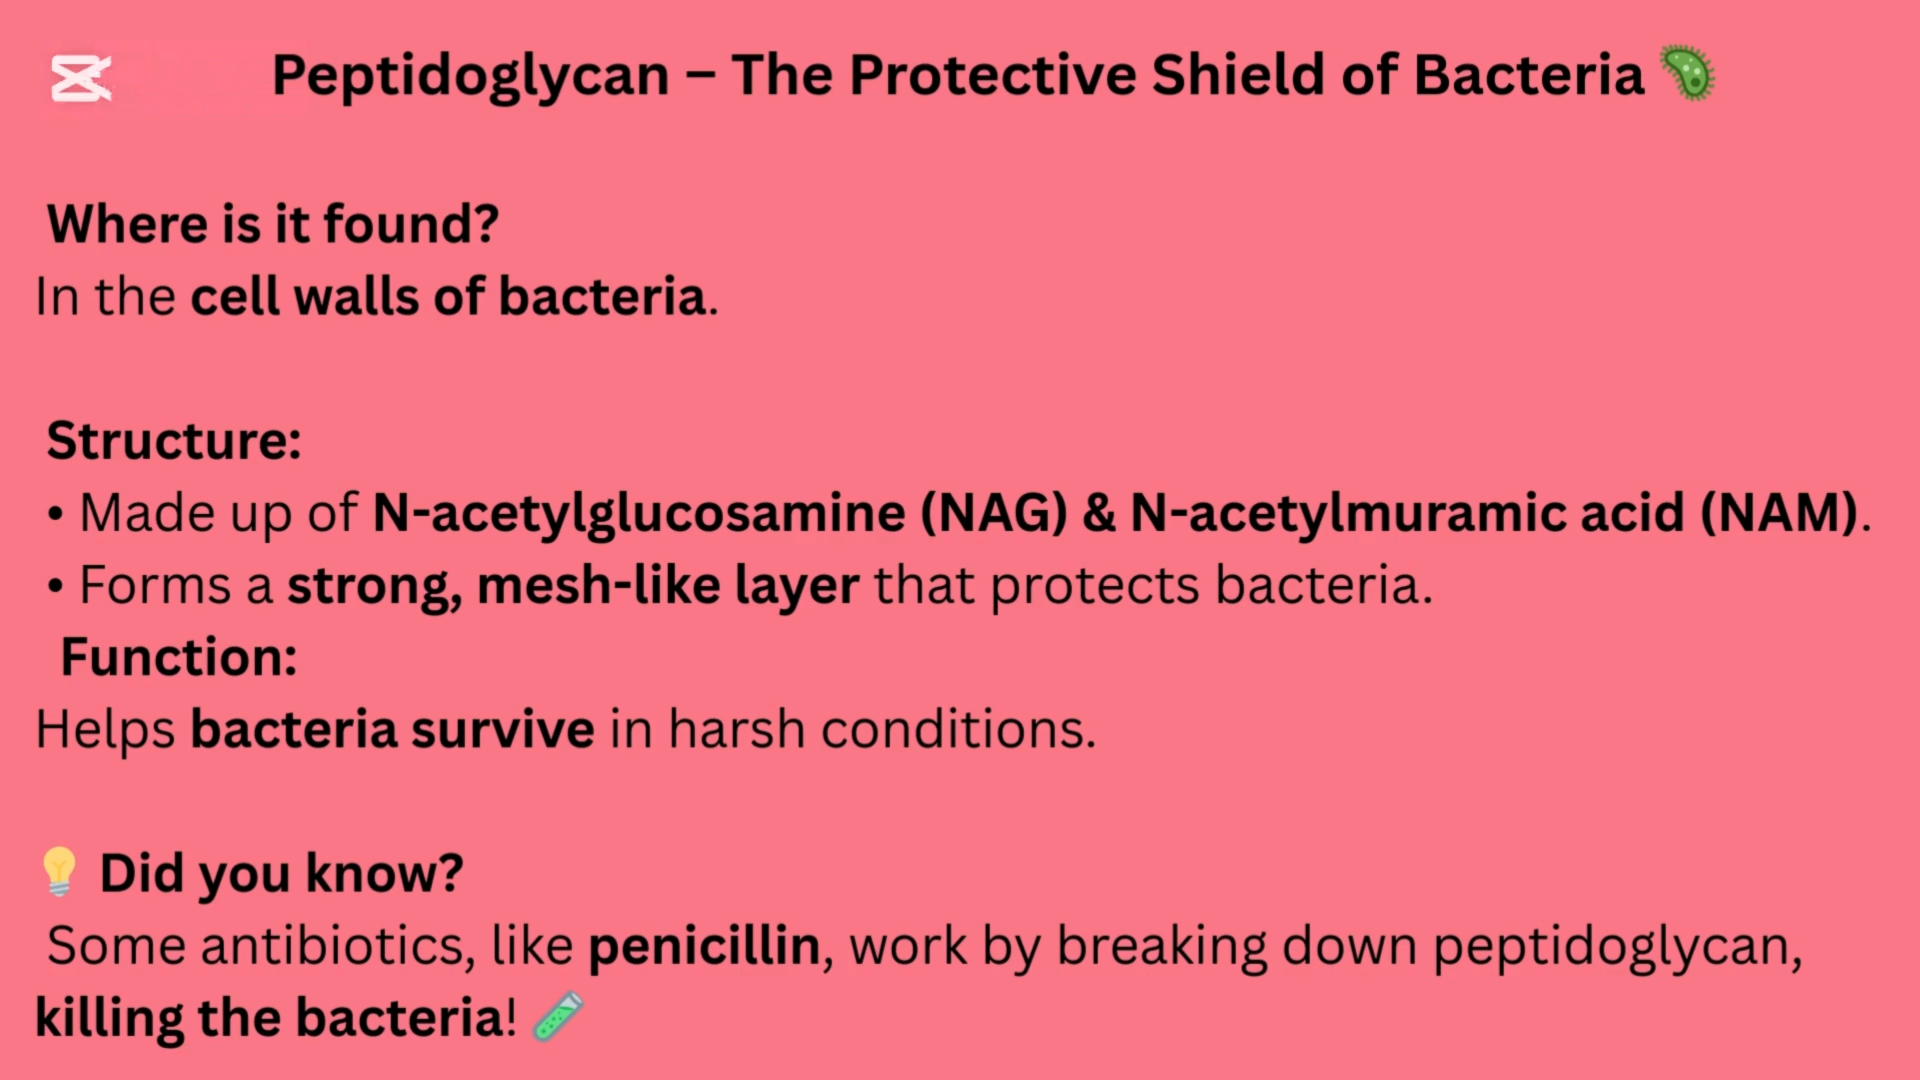 Peptidoglycan – The Protective Shield of Bacteria 🦠
Where is it found?
In the cell walls of bacteria.
Structure:
• Made up of N-acetylglucosamine (NAG) & N-acetylmuramic acid (NAM).
• Forms a strong, mesh-like layer that protects bacteria.
Function:
Helps bacteria survive in harsh conditions.
💡 Did you know?
Some antibiotics, like penicillin, work by breaking down peptidoglycan,
killing the bacteria! 🧪